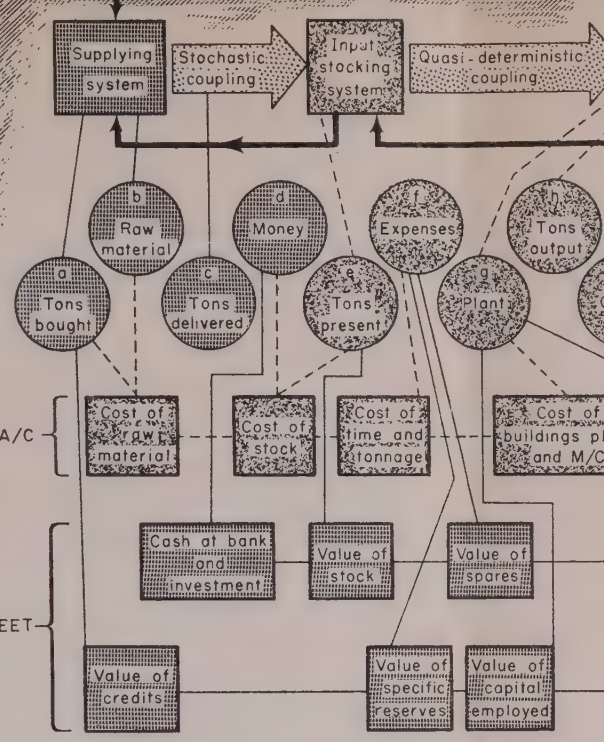 Supplying
system
Stochastic
coupling
Input
stocking
system
Quasi-deterministic
coupling
a
Tons
bought
b
Raw
material
c
Tons
delivered
d
Money
e
Tons
present
f
Expenses
g
Plant
h
Tons
output
A/C
Cost of
raw
material
Cost of
stock
Cost of
time and
tonnage
Cost of
buildings pl
and M/C
EET
Cash at bank
and
investment
Value of
stock
Value of
spares
Value of
credits
Value of
specific
reserves
Value of
capital
employed